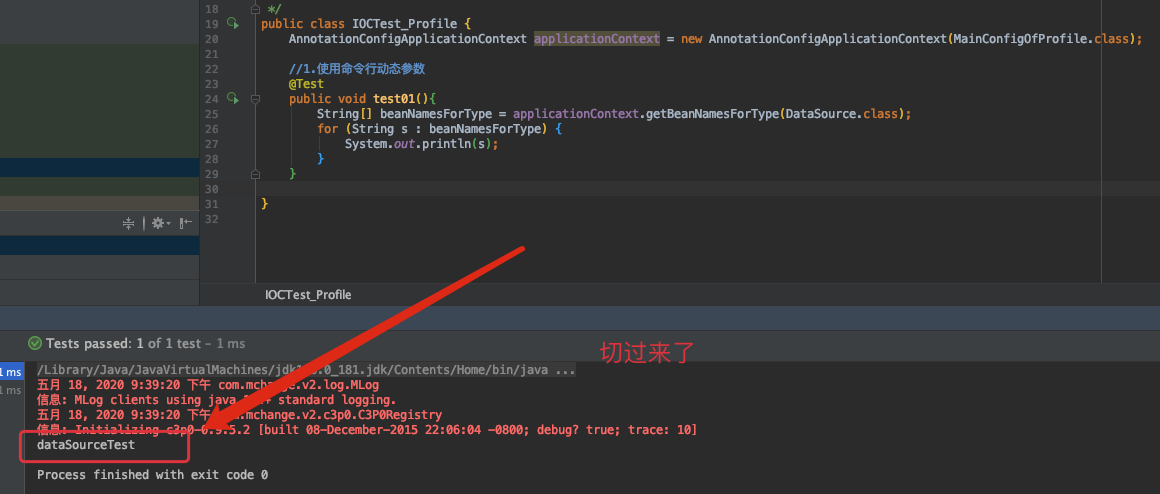 18 */
19 public class IOCTest_Profile {
20 AnnotationConfigApplicationContext applicationContext = new AnnotationConfigApplicationContext(MainConfigOfProfile.class);
21
22 //1.使用命令行动态参数
23 @Test
24 public void test01(){
25 String[] beanNamesForType = applicationContext.getBeanNamesForType(DataSource.class);
26 for (String s : beanNamesForType) {
27 System.out.println(s);
28 }
29 }
30
31 }
32
IOCTest_Profile
Tests passed: 1 of 1 test – 1 ms
切过来了
1 ms /Library/Java/JavaVirtualMachines/jdk1.8.0_181.jdk/Contents/Home/bin/java ...
1 ms 五月 18, 2020 9:39:20 下午 com.mchange.v2.log.MLog
信息: MLog clients using java standard logging.
五月 18, 2020 9:39:20 下午 com.mchange.v2.c3p0.C3P0Registry
信息: Initializing c3p0-0.9.5.2 [built 08-December-2015 22:06:04 -0800; debug? true; trace: 10]
dataSourceTest
Process finished with exit code 0